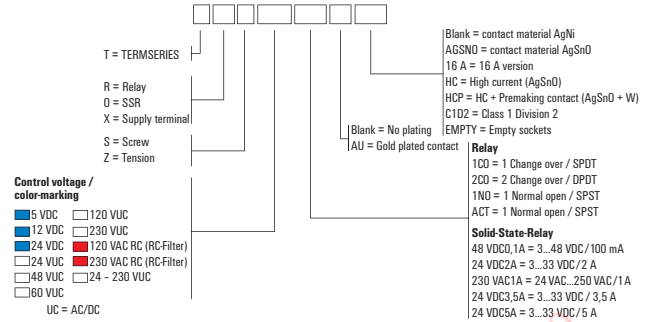 T = TERMSERIES
R = Relay
O = SSR
X = Supply terminal
S = Screw
Z = Tension
Control voltage /
color-marking
5 VDC 120 VUC
12 VDC 230 VUC
24 VDC 120 VAC RC (RC-Filter)
24 VUC 230 VAC RC (RC-Filter)
48 VUC 24 - 230 VUC
60 VUC
UC = AC/DC
Blank = No plating
AU = Gold plated contact
Blank = contact material AgNi
AGSNO = contact material AgSnO
16 A = 16 A version
HC = High current (AgSnO)
HCP = HC + Premaking contact (AgSnO + W)
C1D2 = Class 1 Division 2
EMPTY = Empty sockets
Relay
1CO = 1 Change over / SPDT
2CO = 2 Change over / DPDT
1NO = 1 Normal open / SPST
ACT = 1 Normal open / SPST
Solid-State-Relay
48 VDC0,1A = 3...48 VDC/100 mA
24 VDC2A = 3...33 VDC/2 A
230 VAC1A = 24 VAC...250 VAC/1A
24 VDC3,5A = 3...33 VDC/ 3,5 A
24 VDC5A = 3...33 VDC/5 A